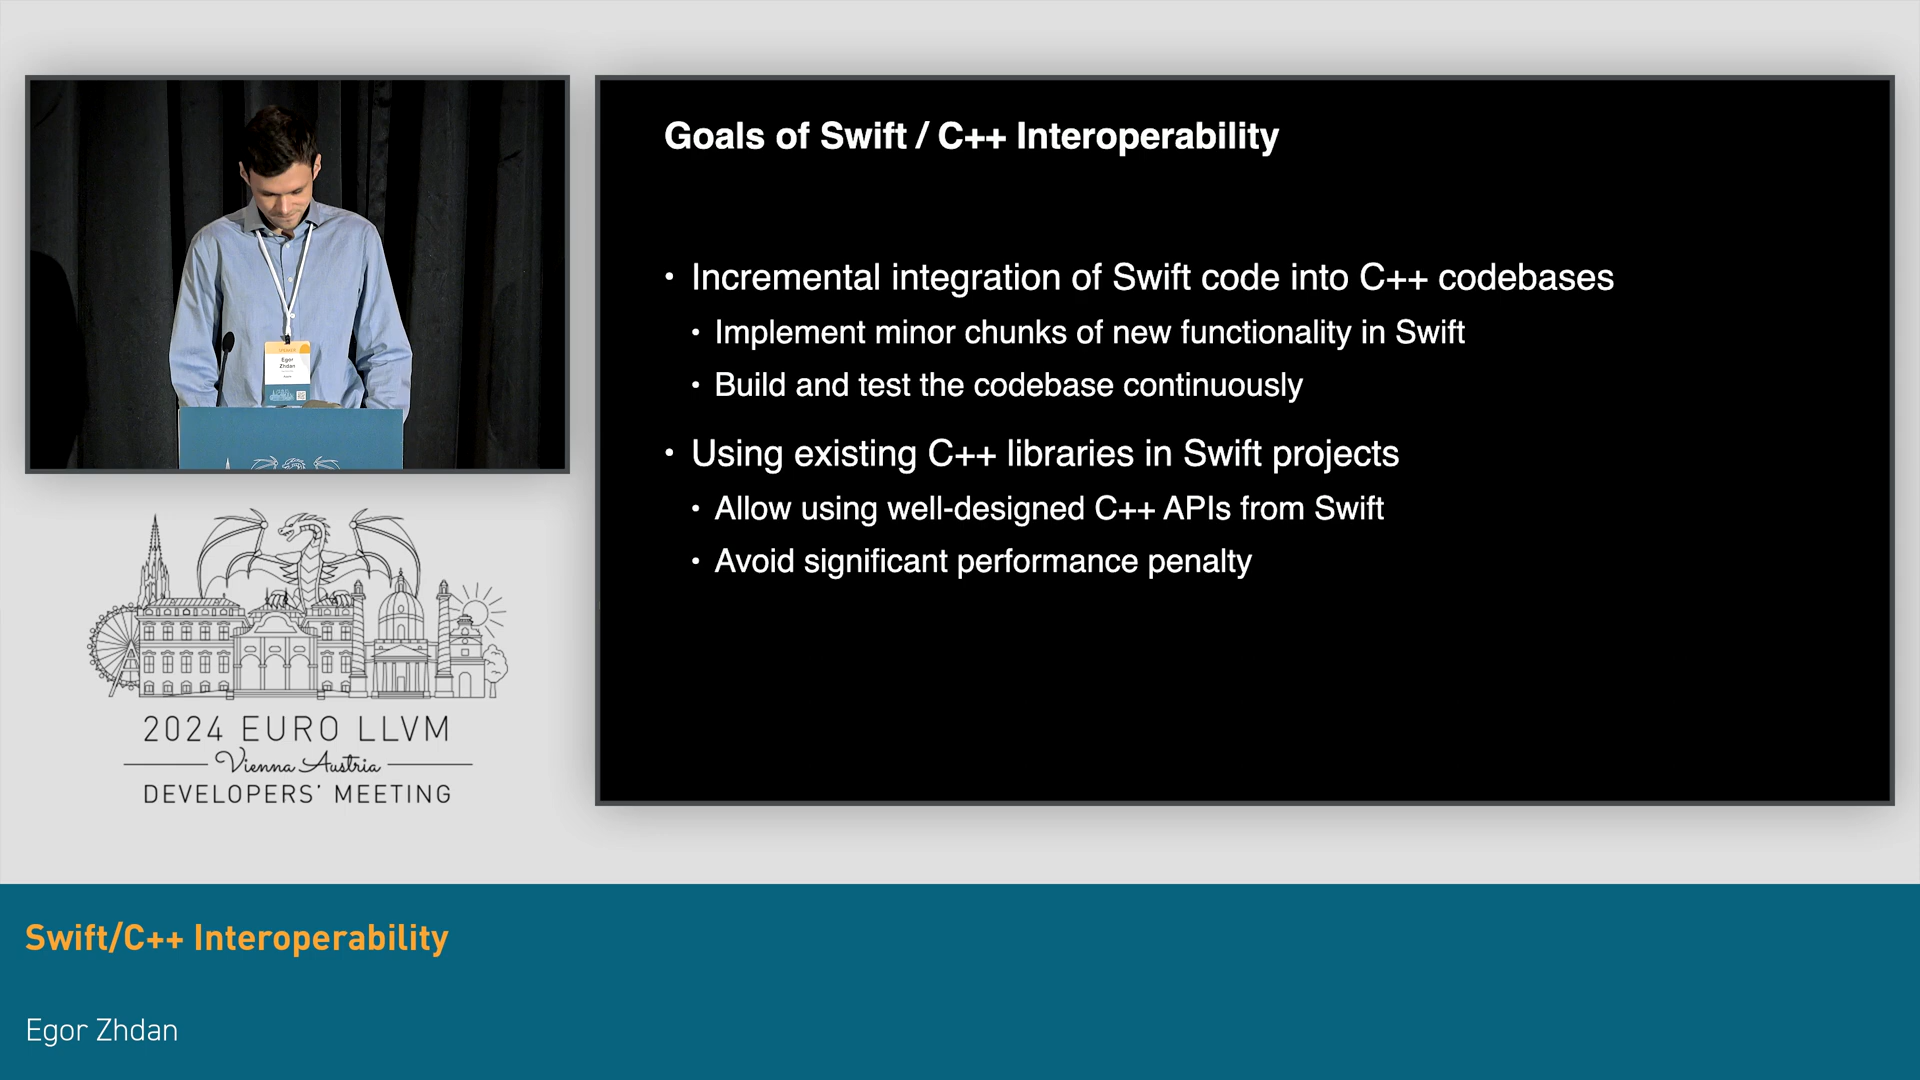 Goals of Swift / C++ Interoperability
• Incremental integration of Swift code into C++ codebases
• Implement minor chunks of new functionality in Swift
• Build and test the codebase continuously
• Using existing C++ libraries in Swift projects
• Allow using well-designed C++ APIs from Swift
• Avoid significant performance penalty
Egor
Zhdan
2024 EURO LLVM
Vienna Austria
DEVELOPERS' MEETING
Swift/C++ Interoperability
Egor Zhdan